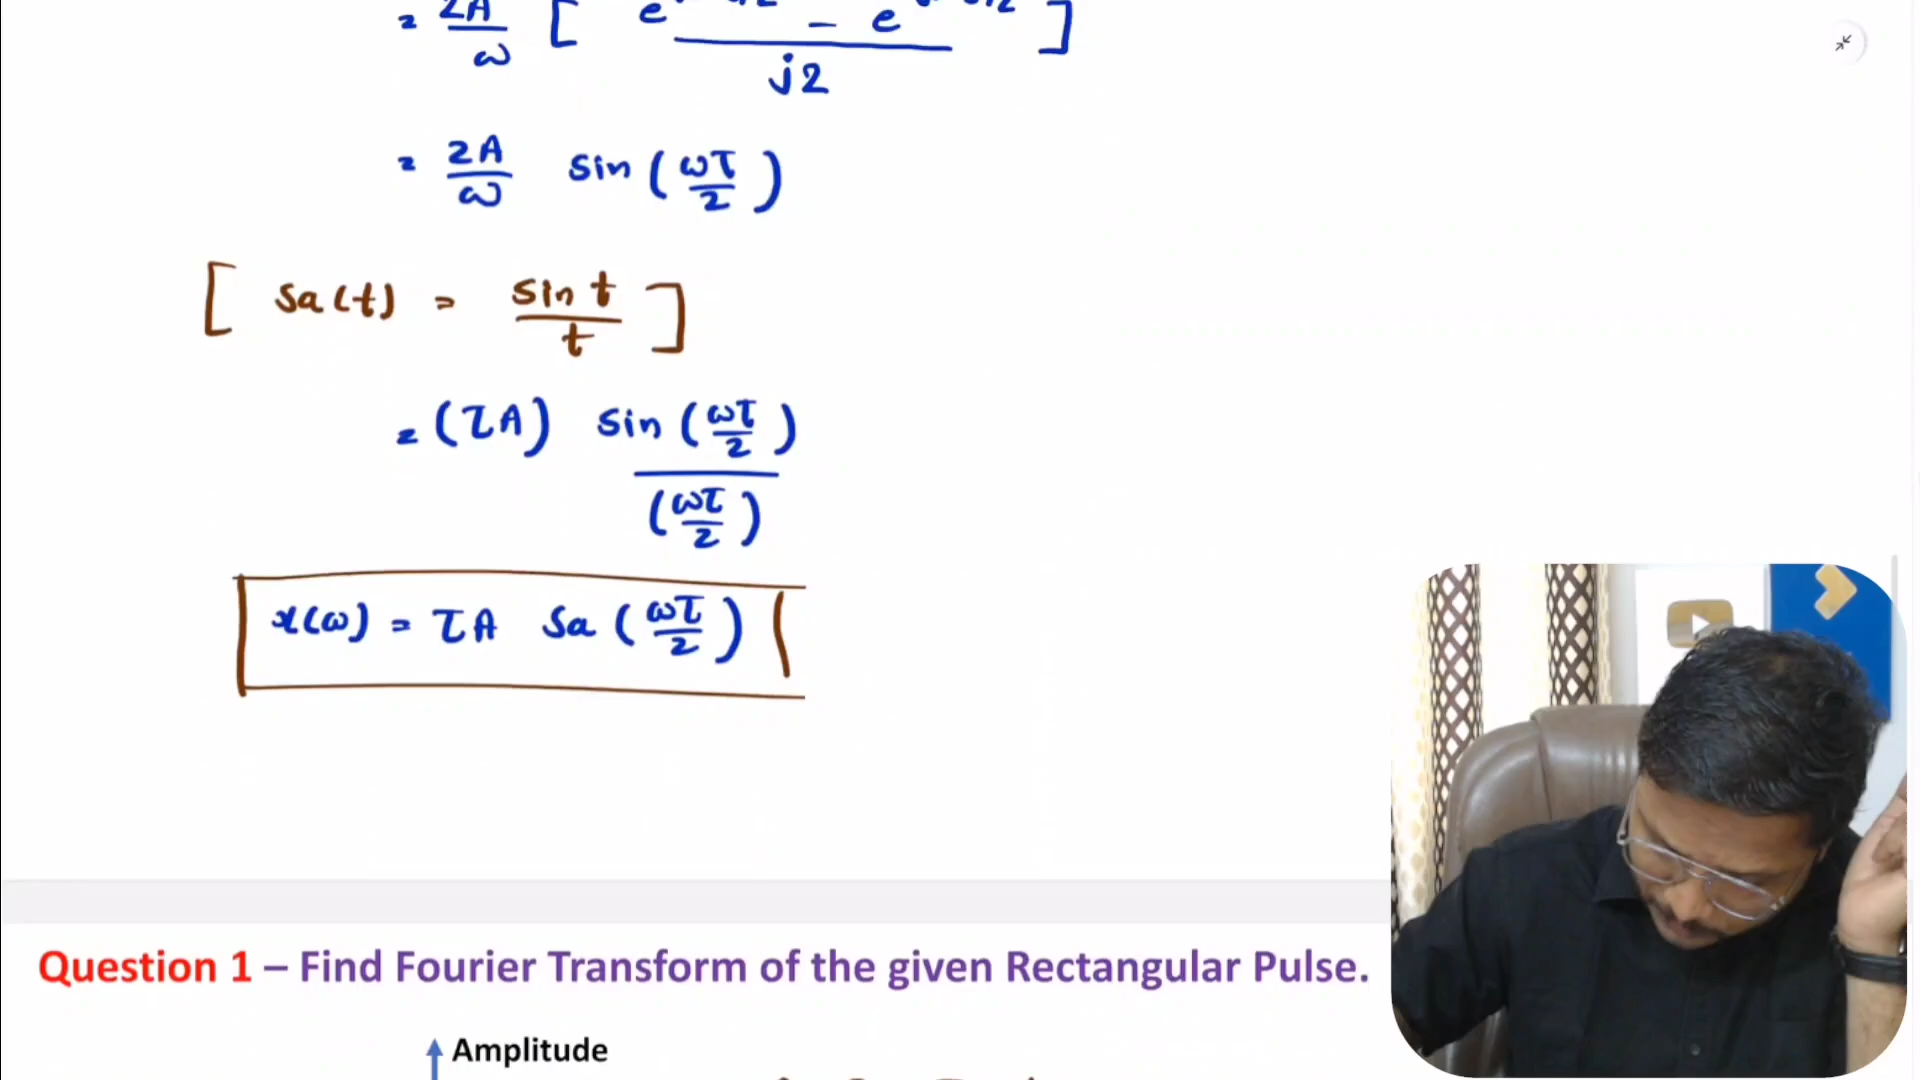 = 2A/ω [ e – e / j2 ]
= 2A/ω sin (ωτ/2)
[ Sa(t) = sin t / t ]
= (τA) sin (ωτ/2) / (ωτ/2)
x(ω) = τA Sa (ωτ/2)
Question 1 – Find Fourier Transform of the given Rectangular Pulse.
Amplitude